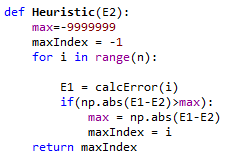 def Heuristic(E2):
    max=-9999999
    maxIndex = -1
    for i in range(n):
        E1 = calcError(i)
        if(np.abs(E1-E2)>max):
            max = np.abs(E1-E2)
            maxIndex = i
    return maxIndex